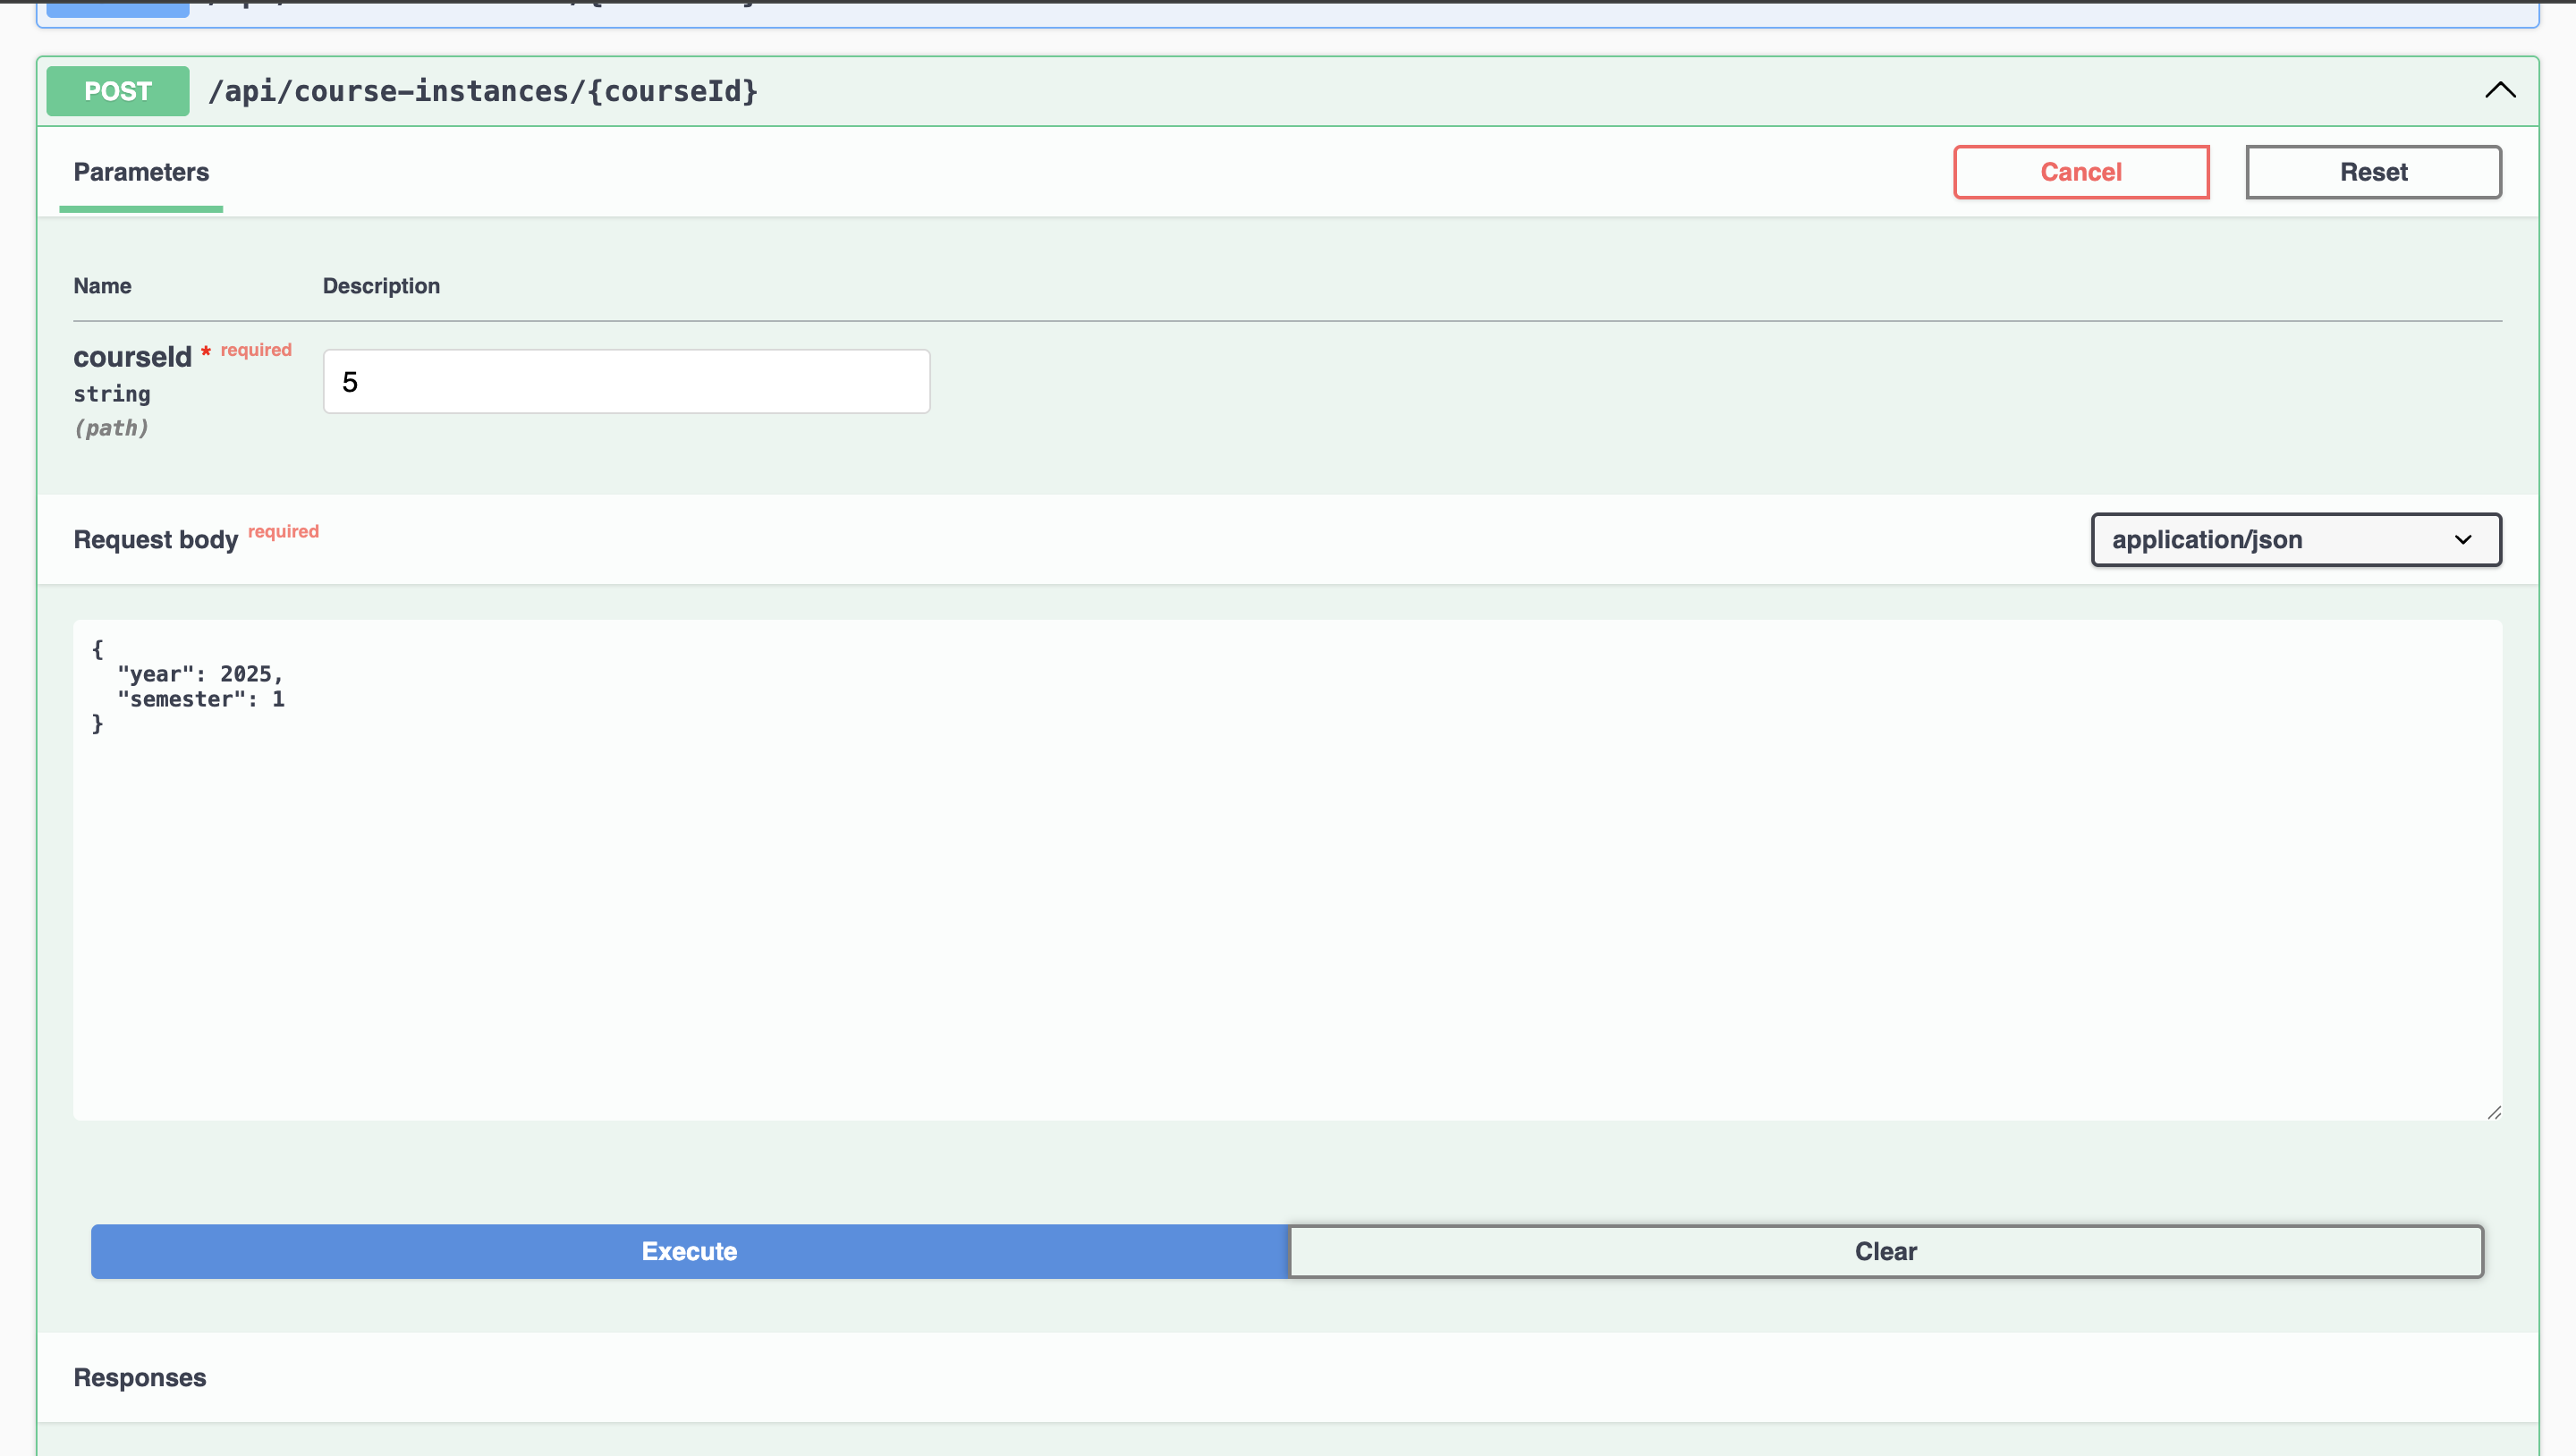 POST /api/course-instances/{courseId}
Parameters
Cancel
Reset
Name Description
courseId * required
string
(path)
5
Request body required
application/json
{
  "year": 2025,
  "semester": 1
}
Execute
Clear
Responses